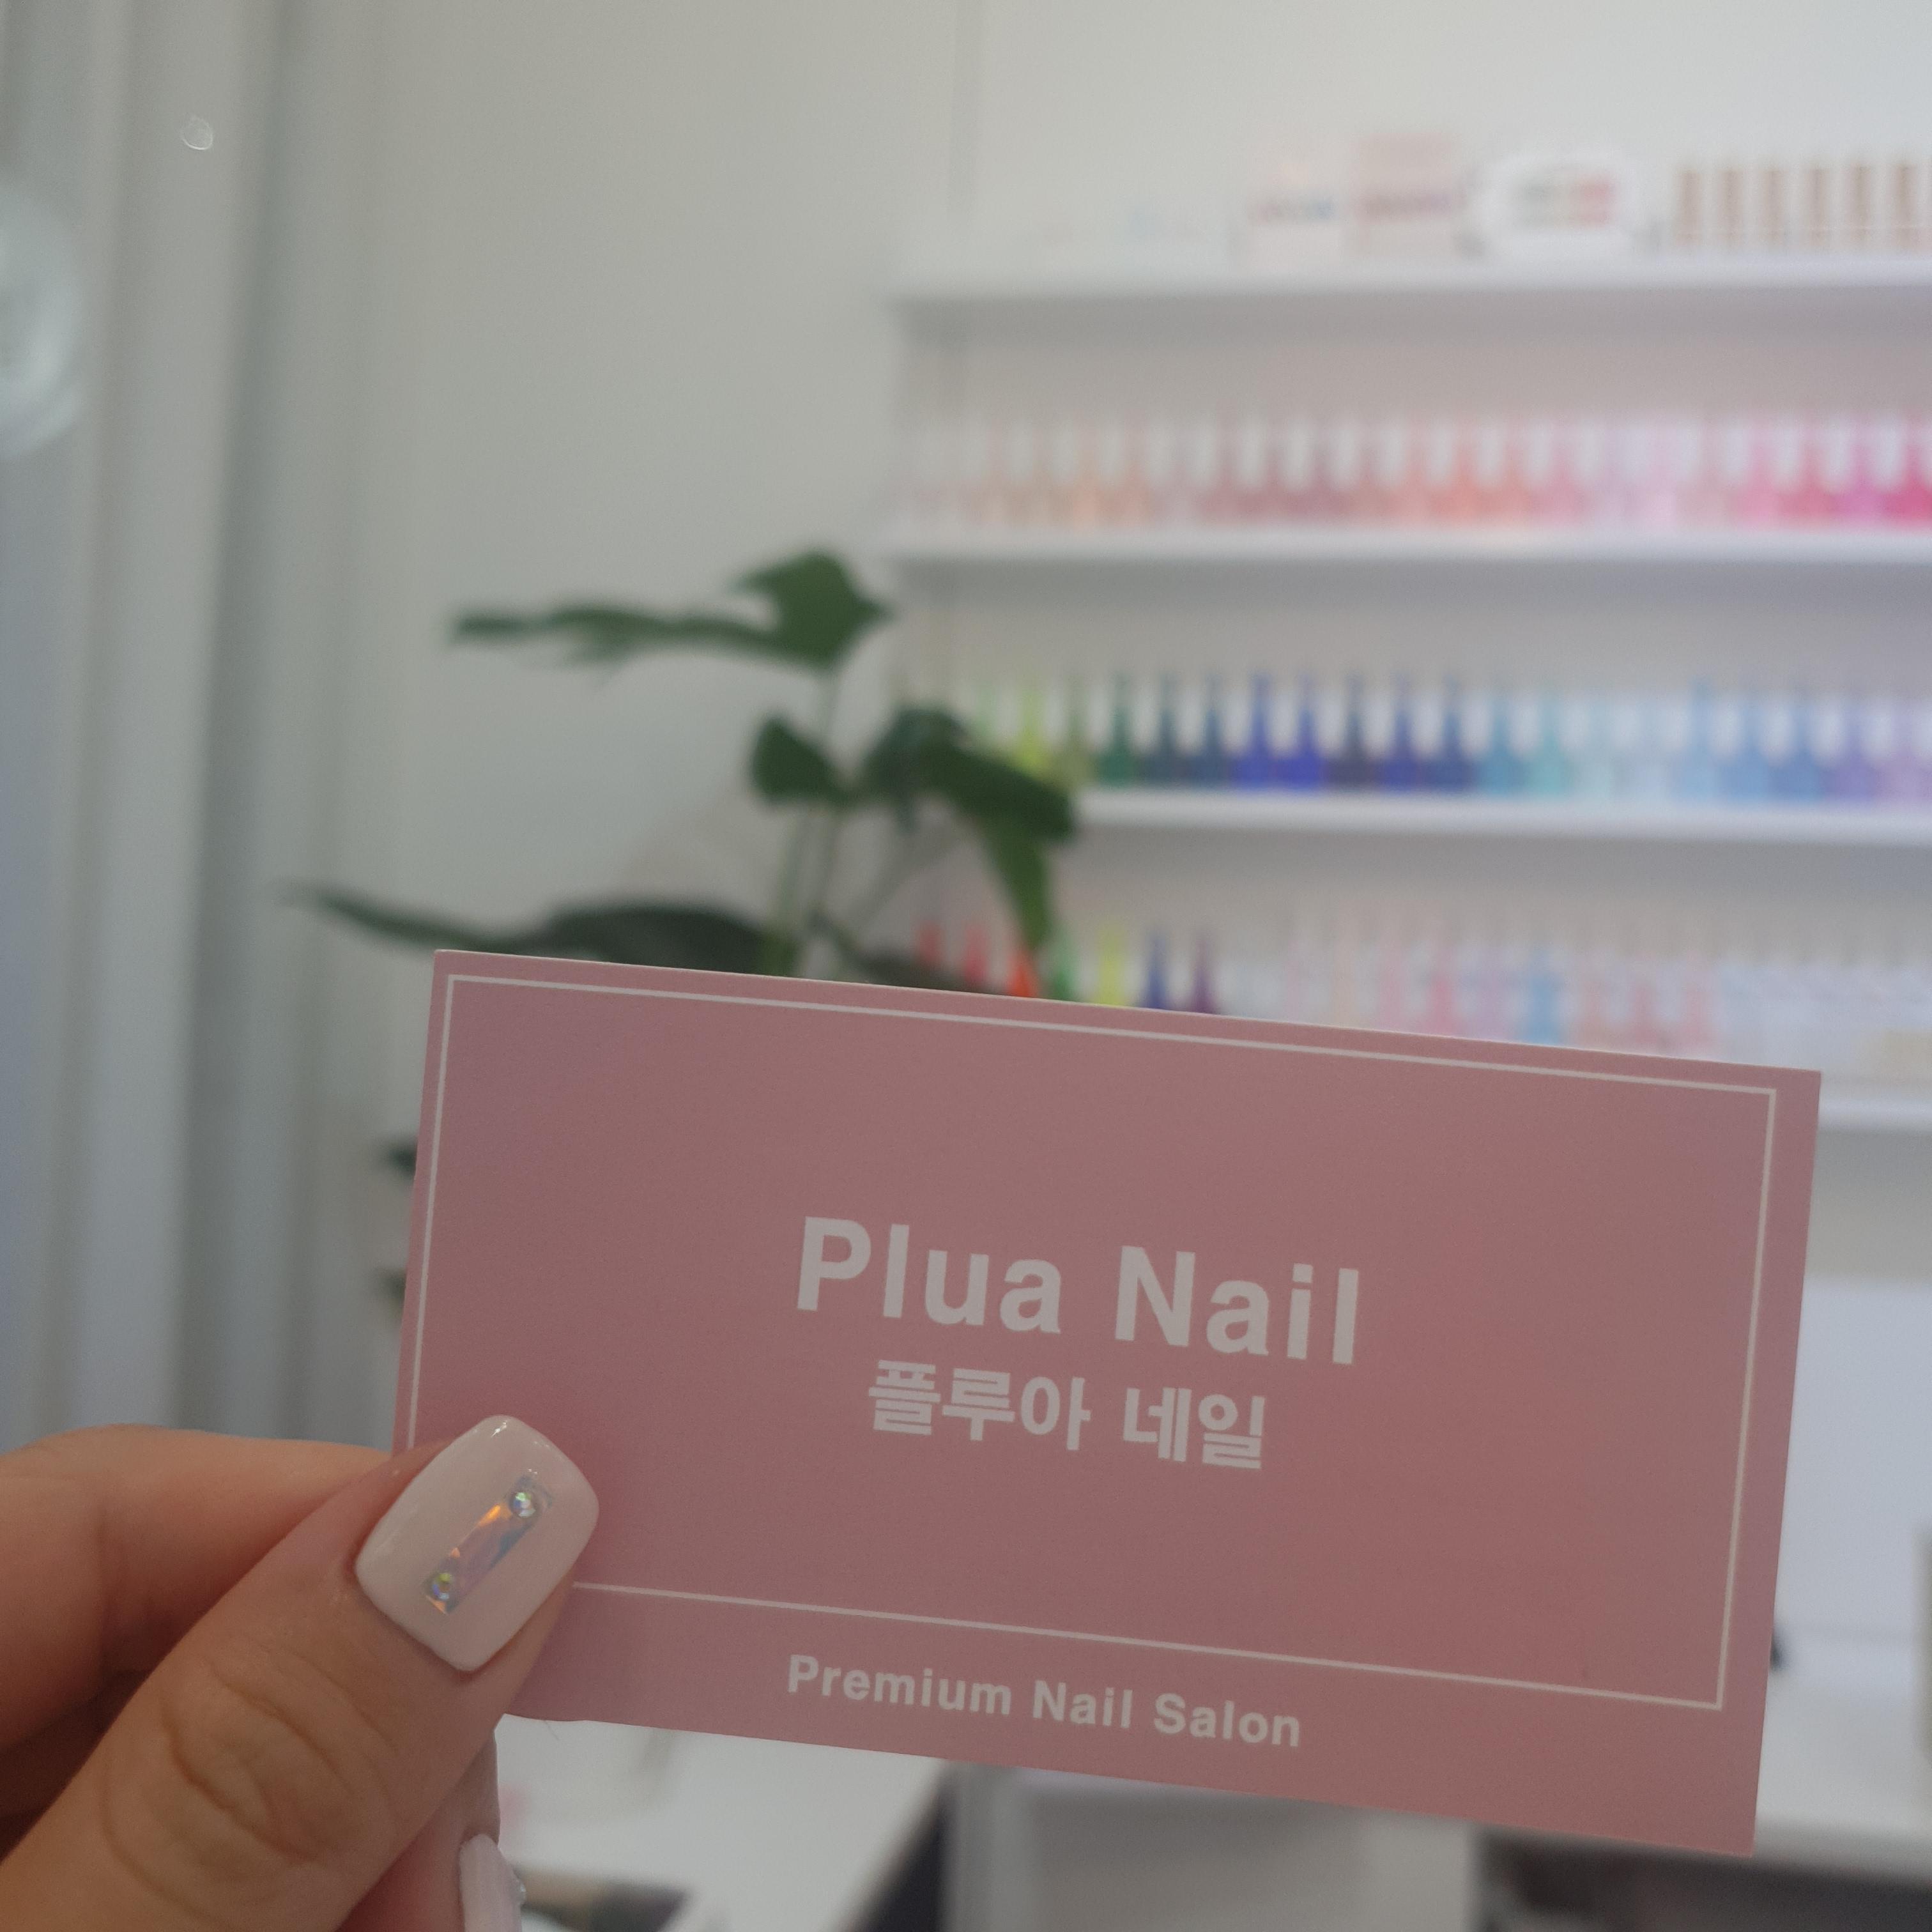 Plua Nail
플루아 네일
Premium Nail Salon